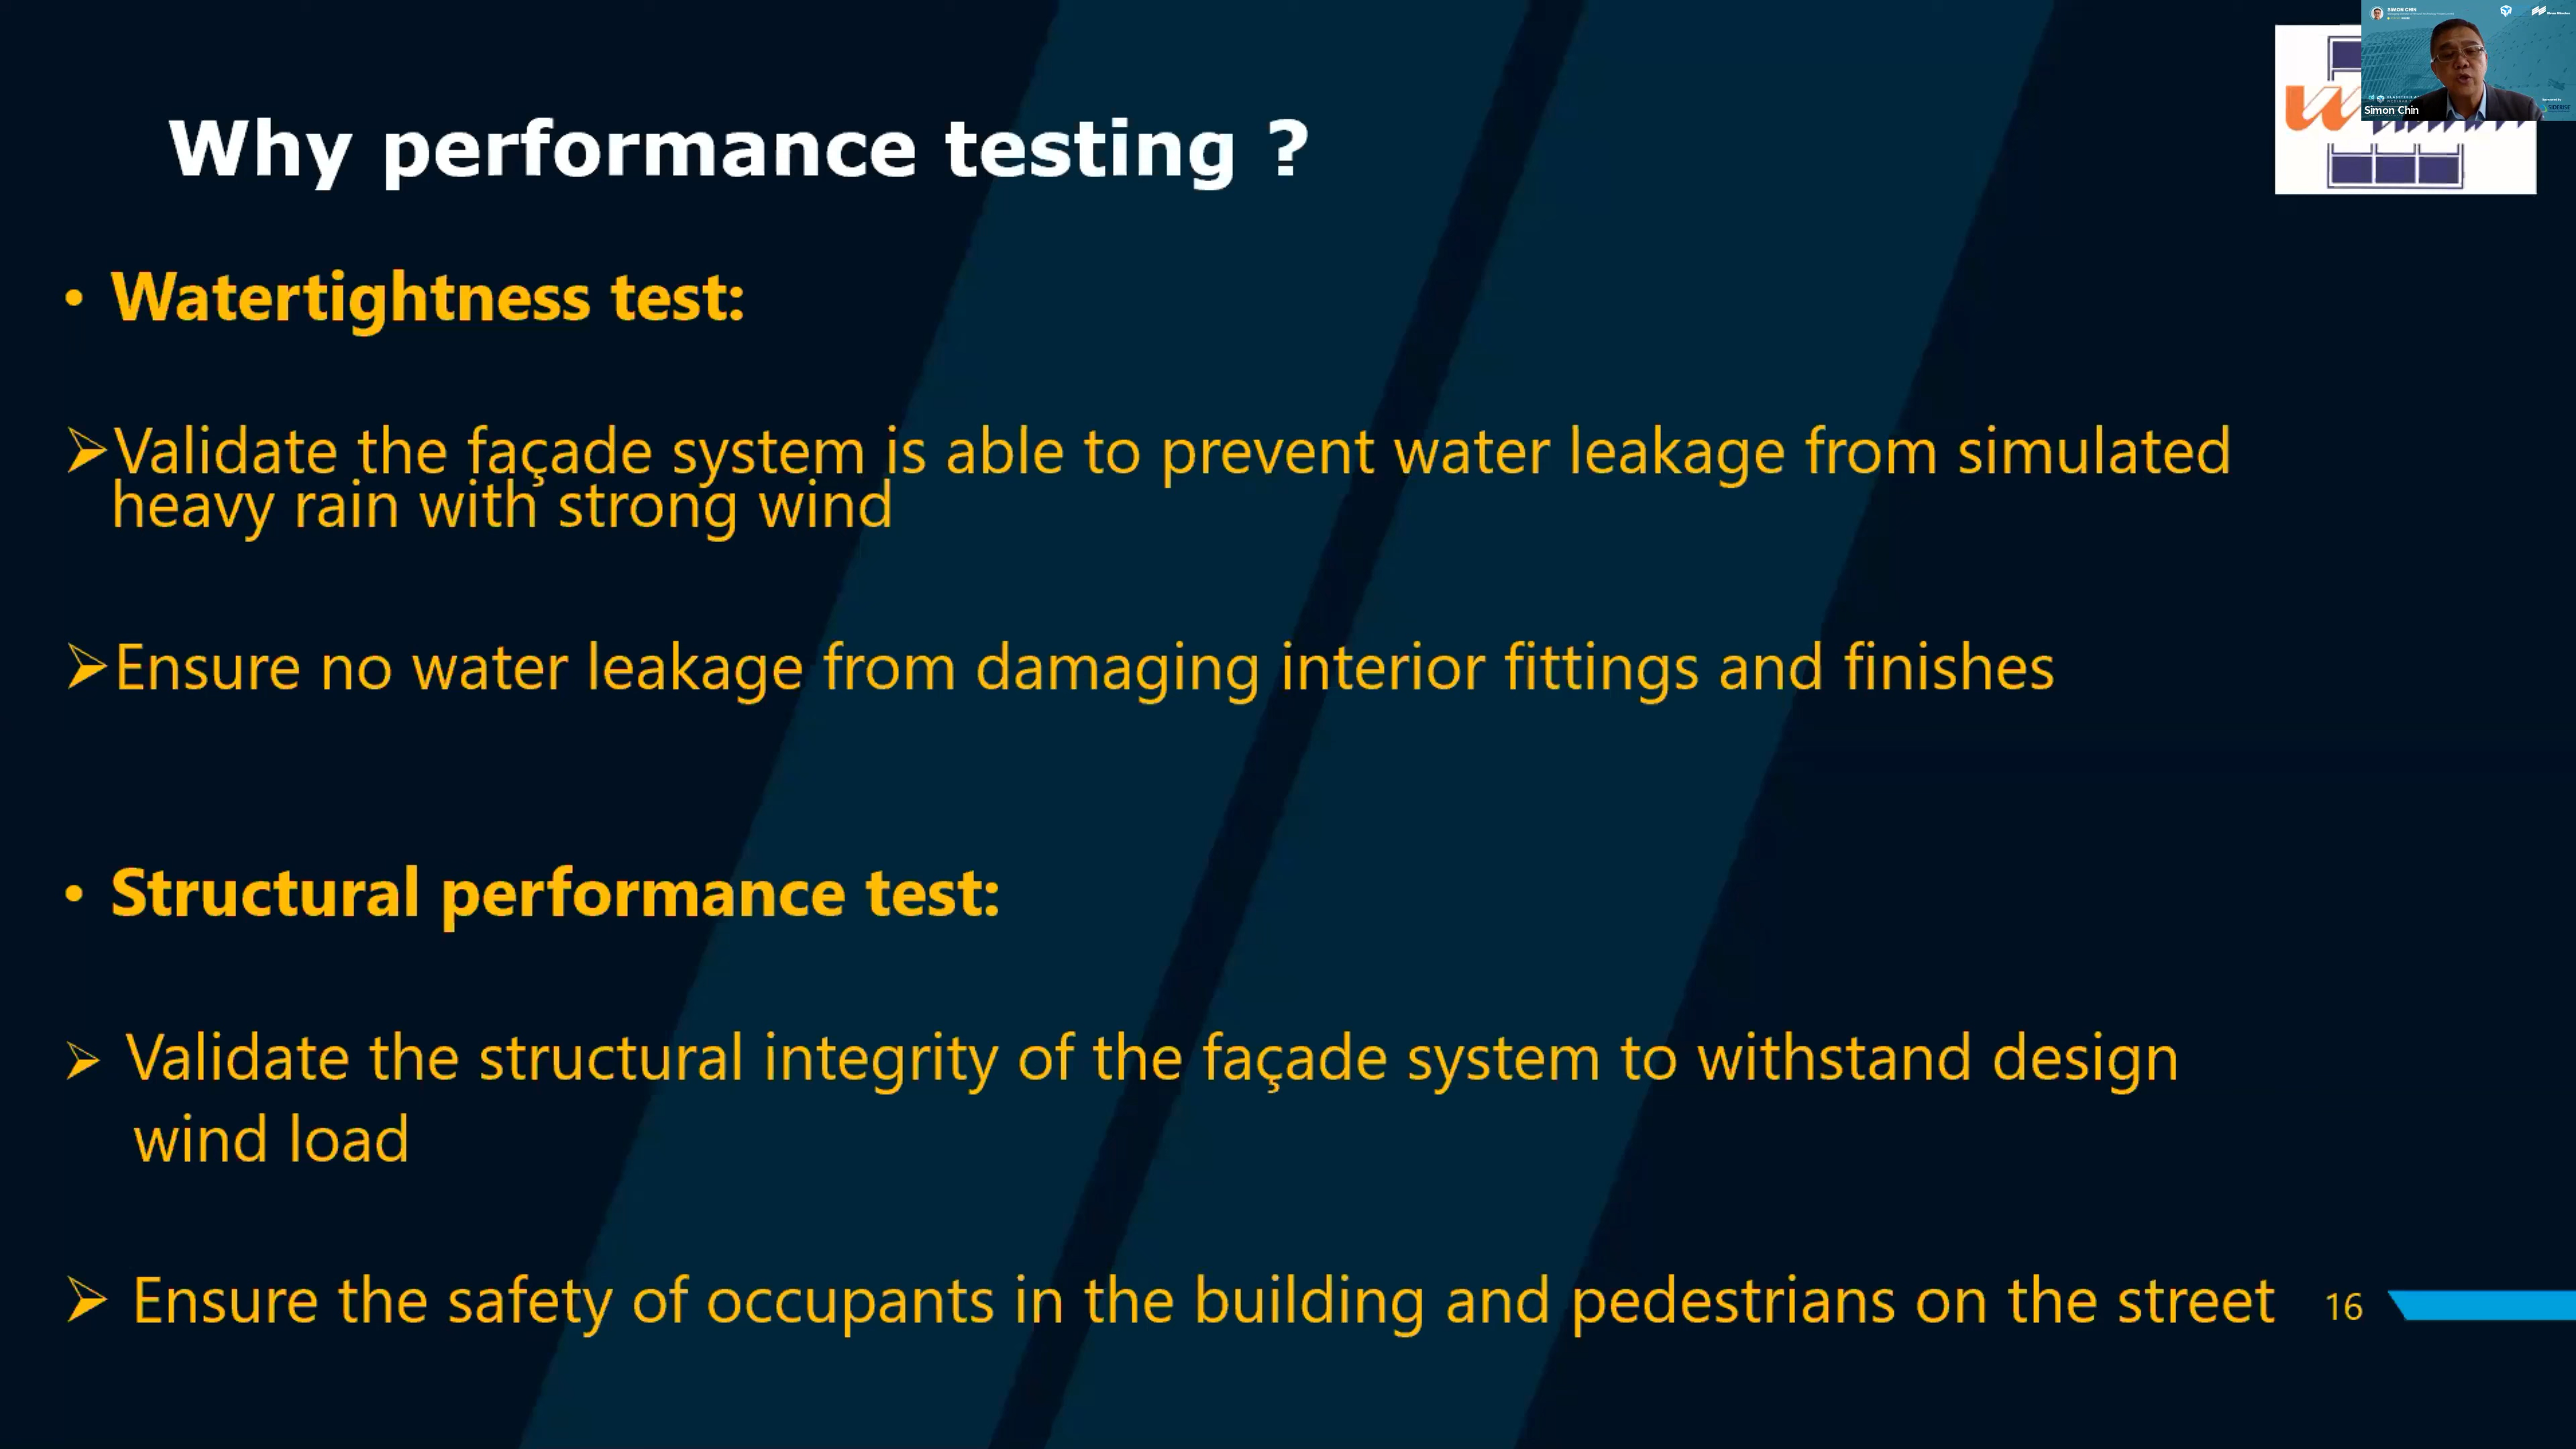 SIMON CHIN
Simon Chin
Why performance testing ?
• Watertightness test:
➢Validate the façade system is able to prevent water leakage from simulated
heavy rain with strong wind
➢Ensure no water leakage from damaging interior fittings and finishes
• Structural performance test:
➢ Validate the structural integrity of the façade system to withstand design
wind load
➢ Ensure the safety of occupants in the building and pedestrians on the street
16